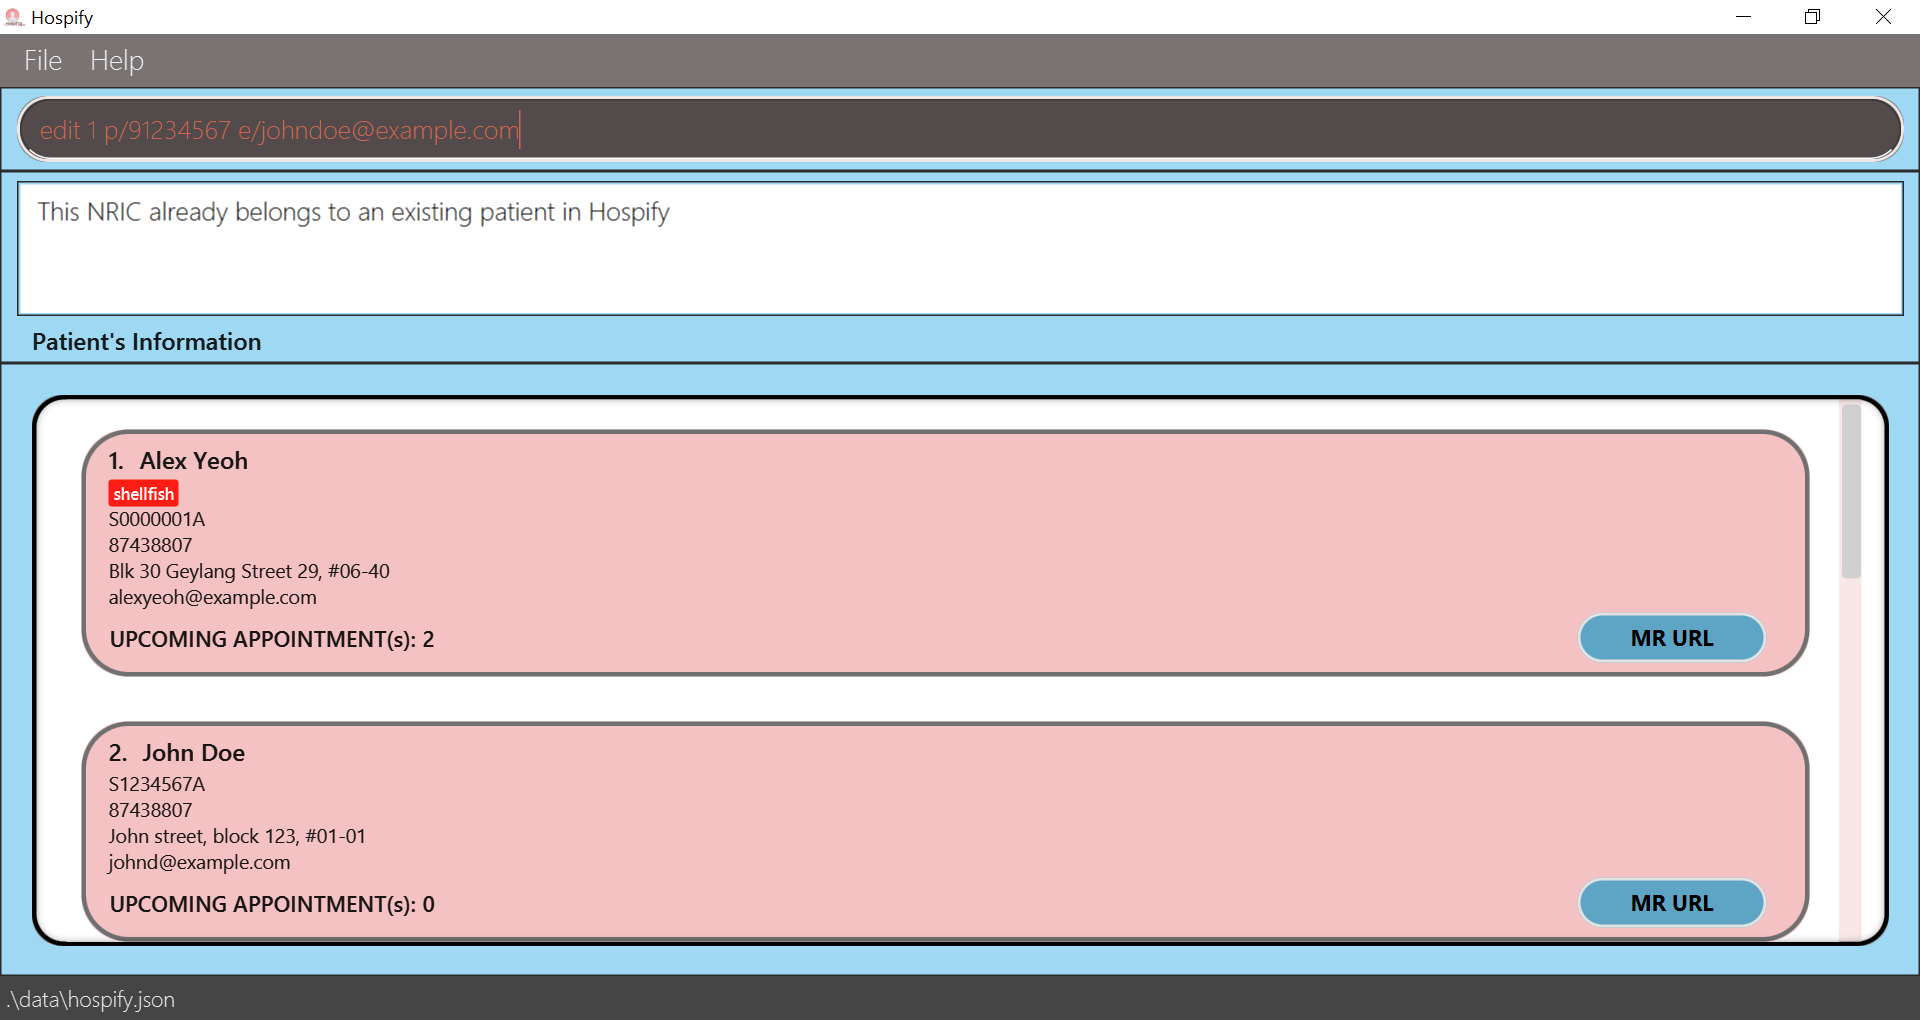 Hospify
File Help
edit 1 p/91234567 e/johndoe@example.com
This NRIC already belongs to an existing patient in Hospify
Patient's Information
1. Alex Yeoh
shellfish
S0000001A
87438807
Blk 30 Geylang Street 29, #06-40
alexyeoh@example.com
UPCOMING APPOINTMENT(s): 2
MR URL
2. John Doe
S1234567A
87438807
John street, block 123, #01-01
johnd@example.com
UPCOMING APPOINTMENT(s): 0
MR URL
.\data\hospify.json